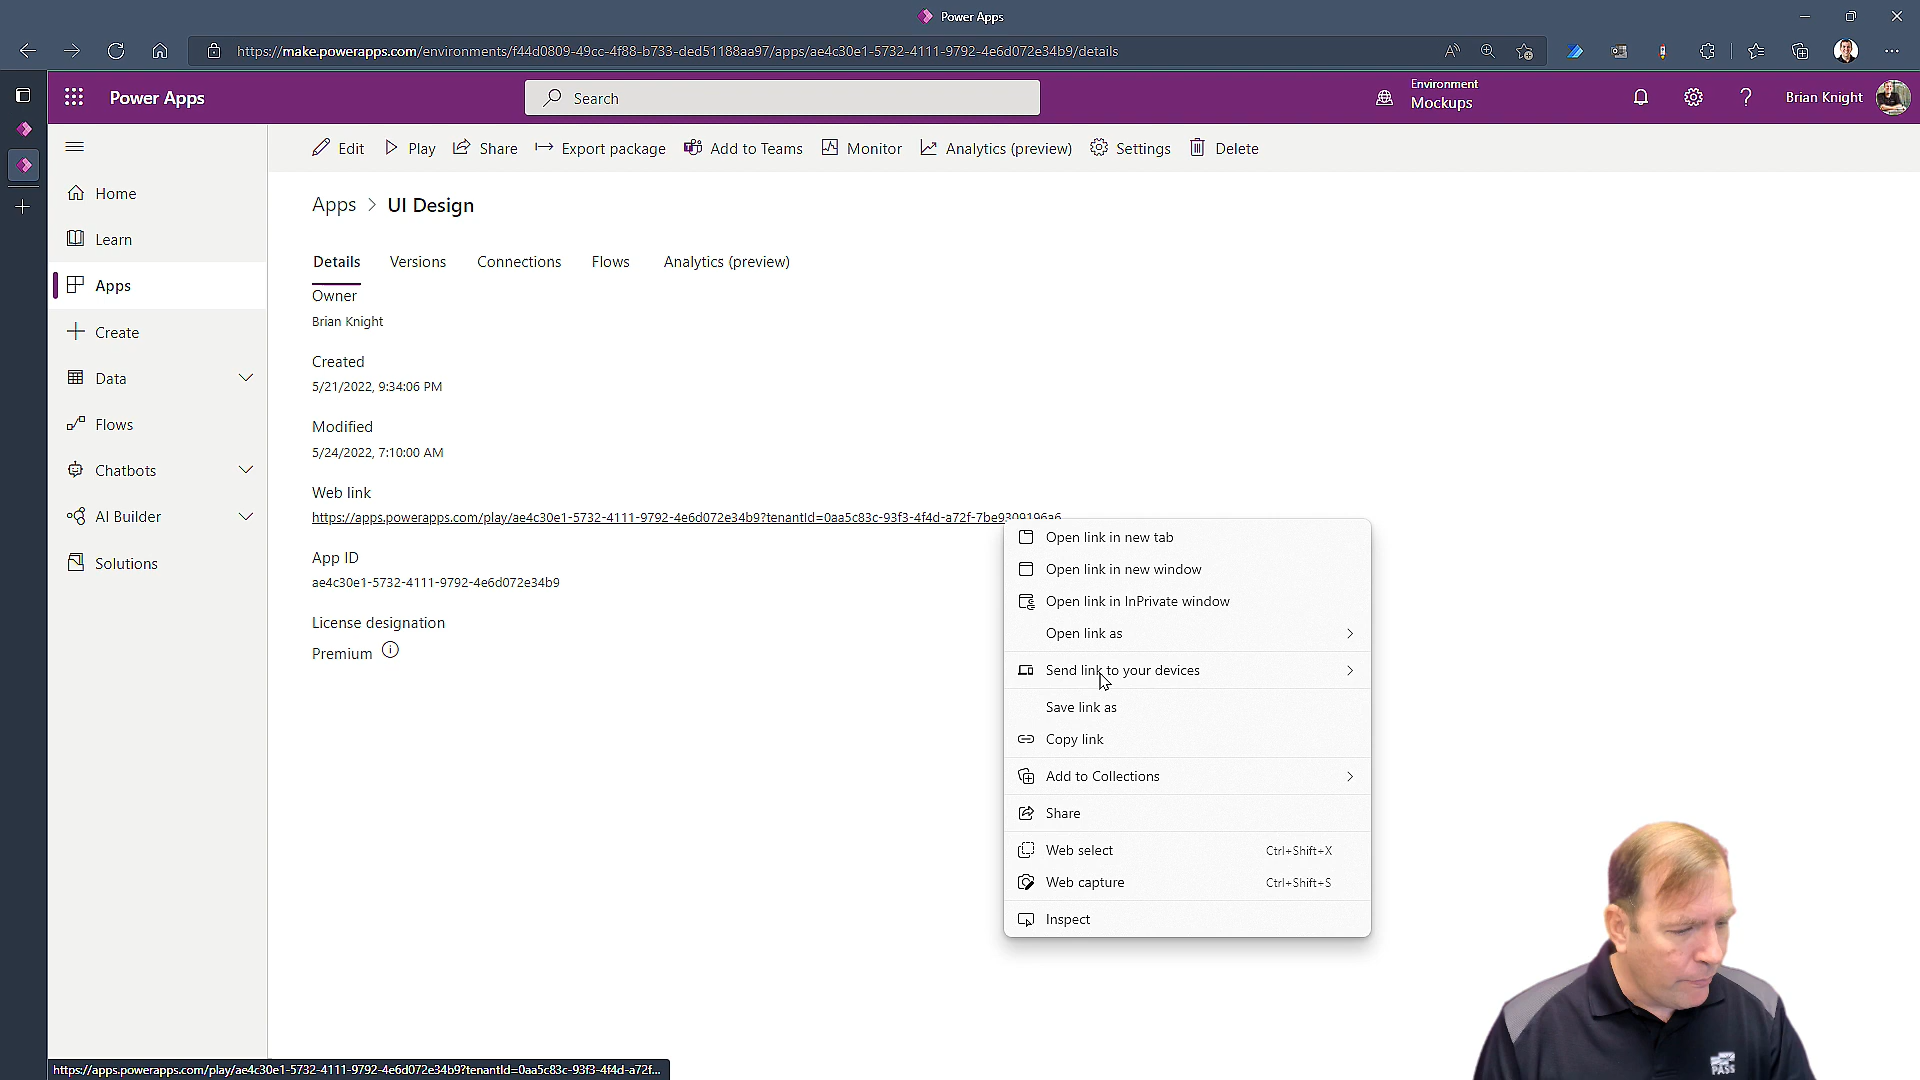 Power Apps
https://make.powerapps.com/environments/f44d0809-49cc-4f88-b733-ded51188aa97/apps/ae4c30e1-5732-4111-9792-4e6d072e34b9/details
Power Apps
Search
Environment
Mockups
Brian Knight
Edit
Play
Share
Export package
Add to Teams
Monitor
Analytics (preview)
Settings
Delete
Home
Learn
Apps
Create
Data
Flows
Chatbots
AI Builder
Solutions
Apps > UI Design
Details
Versions
Connections
Flows
Analytics (preview)
Owner
Brian Knight
Created
5/21/2022, 9:34:06 PM
Modified
5/24/2022, 7:10:00 AM
Web link
https://apps.powerapps.com/play/ae4c30e1-5732-4111-9792-4e6d072e34b9?tenantId=0aa5c83c-93f3-4f4d-a72f-7be9309196a6
App ID
ae4c30e1-5732-4111-9792-4e6d072e34b9
License designation
Premium
Open link in new tab
Open link in new window
Open link in InPrivate window
Open link as
Send link to your devices
Save link as
Copy link
Add to Collections
Share
Web select Ctrl+Shift+X
Web capture Ctrl+Shift+S
Inspect
https://apps.powerapps.com/play/ae4c30e1-5732-4111-9792-4e6d072e34b9?tenantId=0aa5c83c-93f3-4f4d-a72f...
PASS